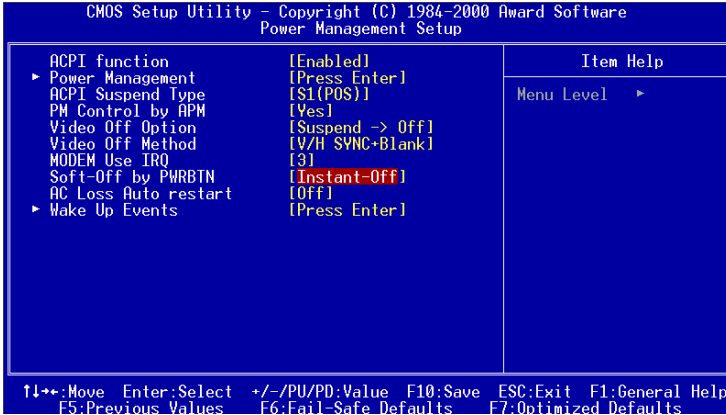 CMOS Setup Utility - Copyright (C) 1984-2000 Award Software
Power Management Setup
ACPI function [Enabled]
► Power Management [Press Enter]
ACPI Suspend Type [S1(POS)]
PM Control by APM [Yes]
Video Off Option [Suspend -> Off]
Video Off Method [V/H SYNC+Blank]
MODEM Use IRQ [3]
Soft-Off by PWRBTN [Instant-Off]
AC Loss Auto restart [Off]
► Wake Up Events [Press Enter]
Item Help
Menu Level ►
↑↓→←:Move Enter:Select +/-/PU/PD:Value F10:Save ESC:Exit F1:General Help
F5:Previous Values F6:Fail-Safe Defaults F7:Optimized Defaults